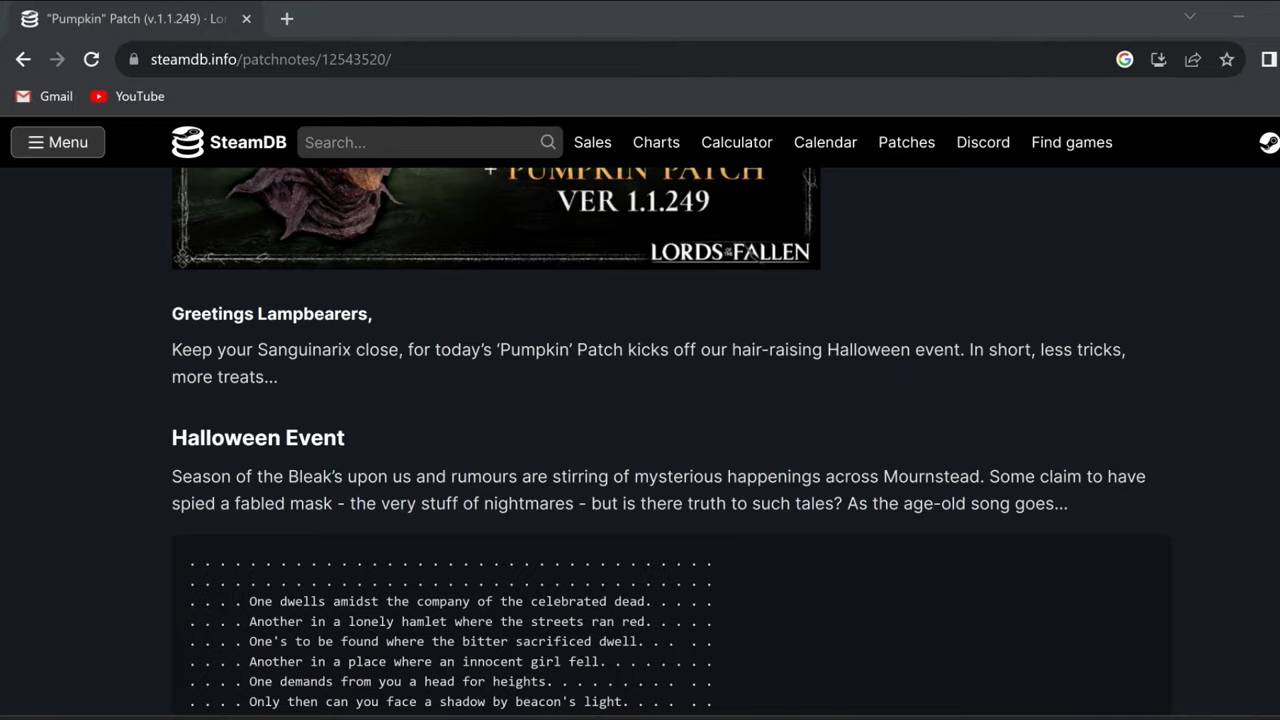 "Pumpkin" Patch (v.1.1.249) · Lor
steamdb.info/patchnotes/12543520/
Gmail YouTube
Menu SteamDB Search... Sales Charts Calculator Calendar Patches Discord Find games
+ PUMPKIN PATCH
VER 1.1.249
LORDS OF THE FALLEN
Greetings Lampbearers,
Keep your Sanguinarix close, for today's ‘Pumpkin’ Patch kicks off our hair-raising Halloween event. In short, less tricks,
more treats...
Halloween Event
Season of the Bleak's upon us and rumours are stirring of mysterious happenings across Mournstead. Some claim to have
spied a fabled mask - the very stuff of nightmares - but is there truth to such tales? As the age-old song goes...
. . . . . . . . . . . . . . . . . . . . . . . . . . . . . . . . . . .
. . . . . . . . . . . . . . . . . . . . . . . . . . . . . . . . . . .
. . . . One dwells amidst the company of the celebrated dead. . . . .
. . . . Another in a lonely hamlet where the streets ran red. . . . .
. . . . One's to be found where the bitter sacrificed dwell. . . . .
. . . . Another in a place where an innocent girl fell. . . . . . . .
. . . . One demands from you a head for heights. . . . . . . . . . .
. . . . Only then can you face a shadow by beacon's light. . . . . .